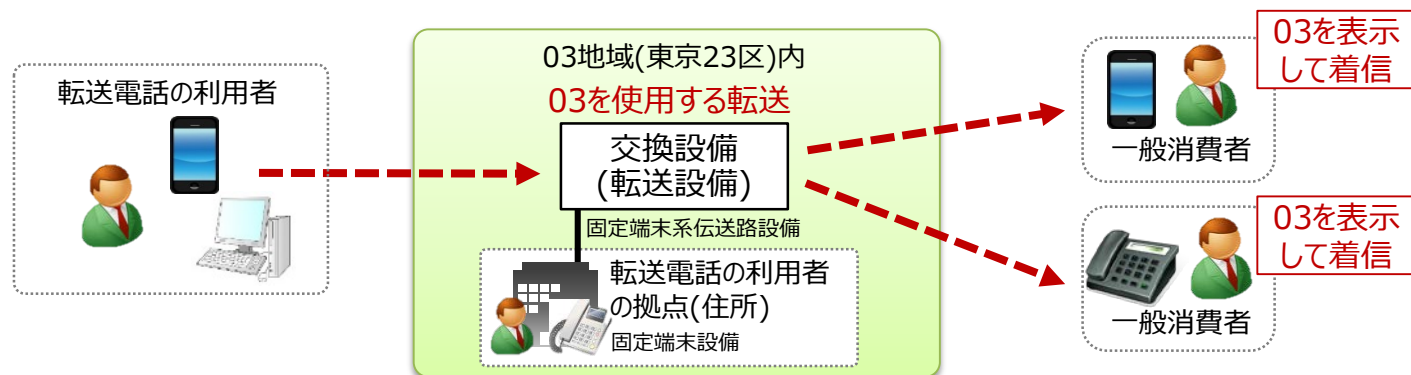 転送電話の利用者
03地域(東京23区)内
03を使用する転送
交換設備
(転送設備)
固定端末系伝送路設備
転送電話の利用者
の拠点(住所)
固定端末設備
03を表示
して着信
一般消費者
03を表示
して着信
一般消費者